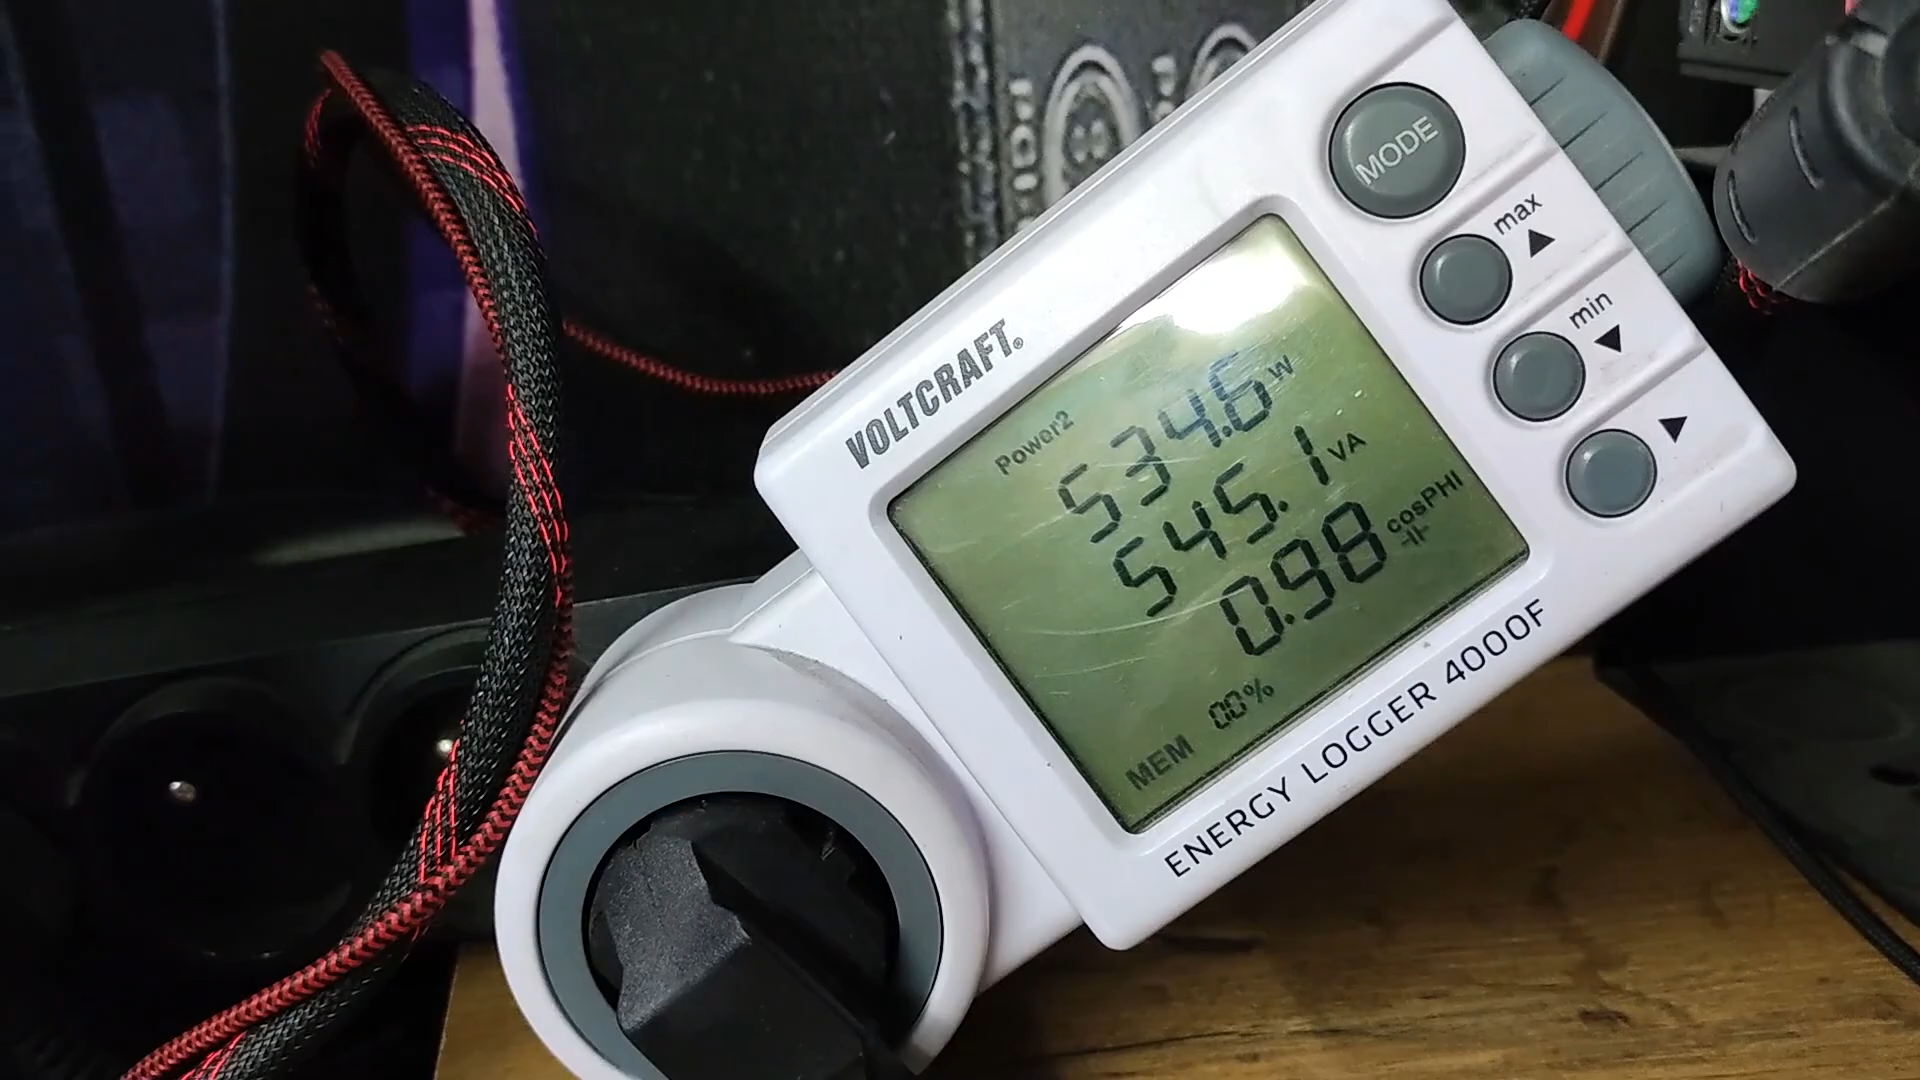 VOLTCRAFT®
MODE
max
min
Power2
534.6 W
545.1 VA
0.98 cosPHI
MEM 00%
ENERGY LOGGER 4000F